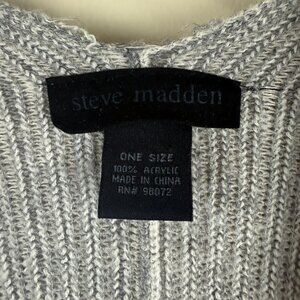 steve madden
ONE SIZE
100% ACRYLIC
MADE IN CHINA
RN# 98072